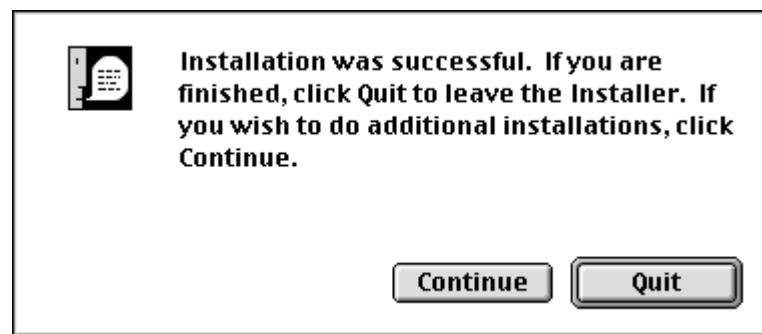 Installation was successful.  If you are
finished, click Quit to leave the Installer.  If
you wish to do additional installations, click
Continue.
Continue
Quit